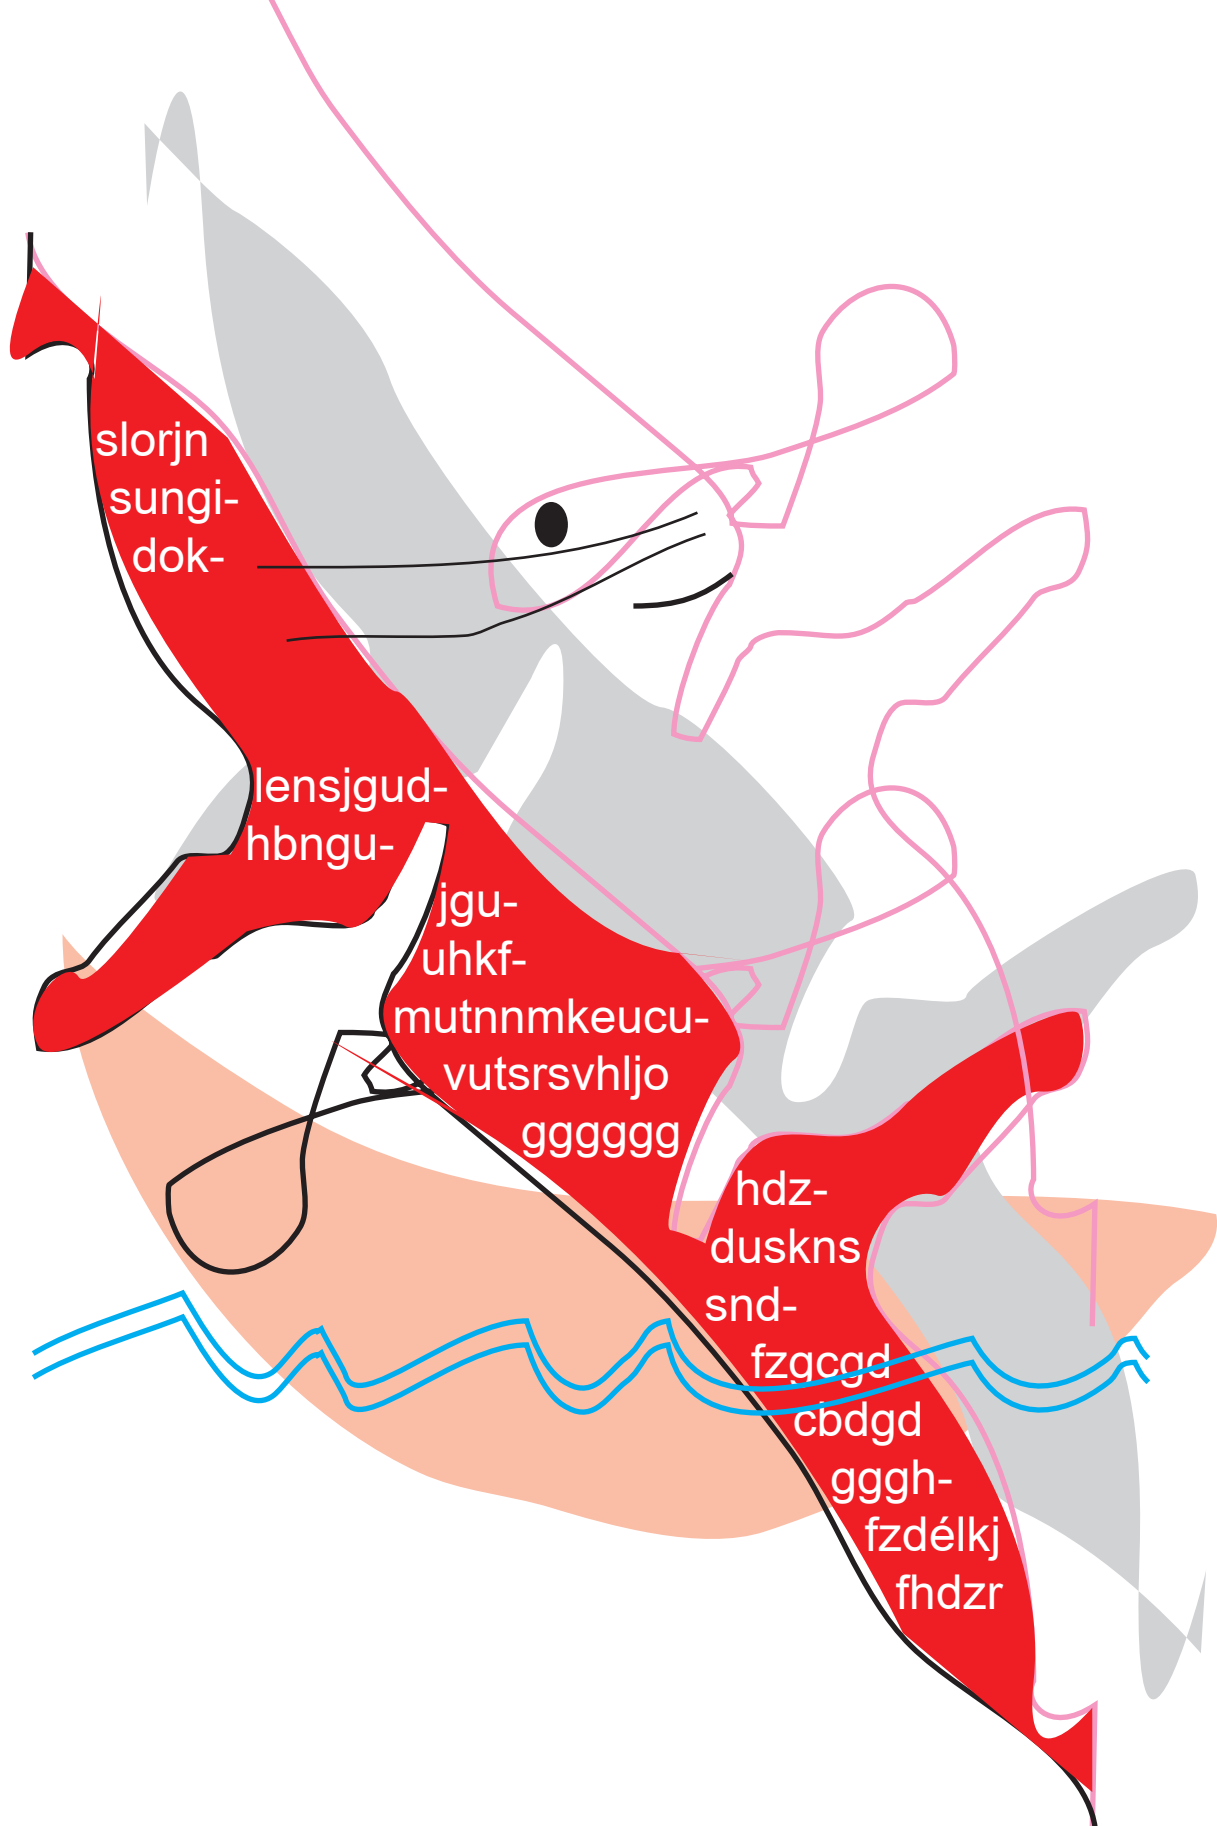 slorjn
sungi-
dok-
lensjgud-
hbngu-
jgu-
uhkf-
mutnnmkeucu-
vutsrsvhljo
gggggg
hdz-
duskns
snd-
fzgcgd
cbdgd
gggh-
fzdélkj
fhdzr